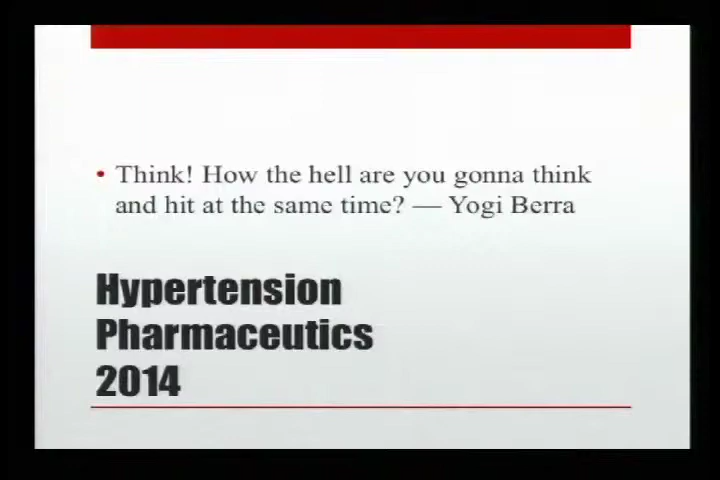 • Think! How the hell are you gonna think
and hit at the same time? — Yogi Berra
Hypertension
Pharmaceutics
2014